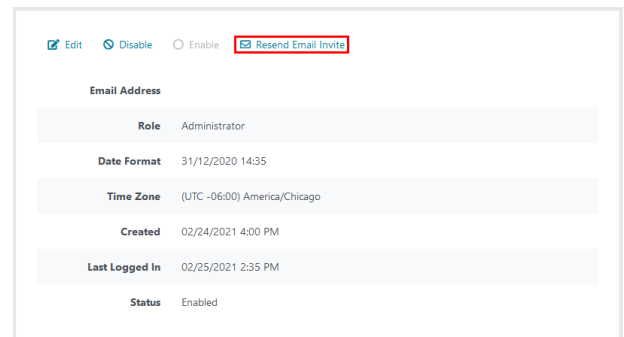 Edit Disable Enable Resend Email Invite
Email Address
Role Administrator
Date Format 31/12/2020 14:35
Time Zone (UTC -06:00) America/Chicago
Created 02/24/2021 4:00 PM
Last Logged In 02/25/2021 2:35 PM
Status Enabled